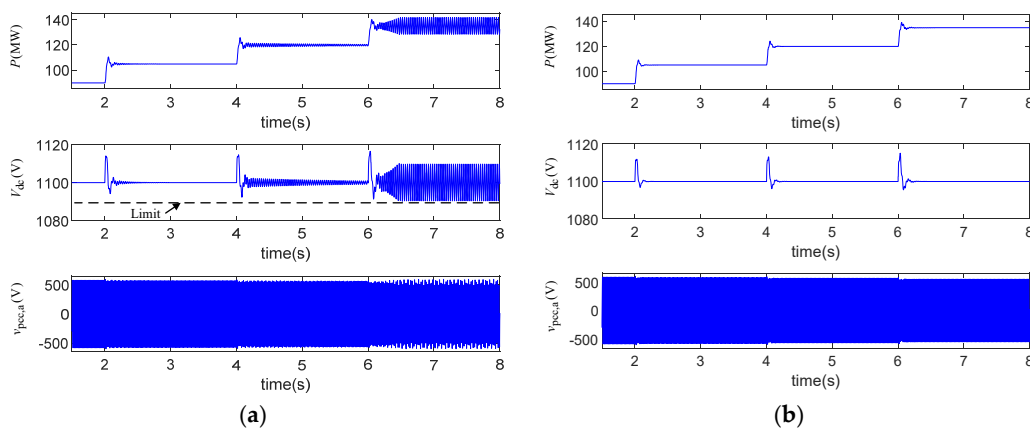 P(MW)
140
120
100
2 3 4 5 6 7 8
time(s)
Vdc(V)
1120
1100
1080
Limit
2 3 4 5 6 7 8
time(s)
vpcc,a(V)
500
0
-500
2 3 4 5 6 7 8
time(s)
(a)
P(MW)
140
120
100
2 3 4 5 6 7 8
time(s)
Vdc(V)
1120
1100
1080
2 3 4 5 6 7 8
time(s)
vpcc,a(V)
500
0
-500
2 3 4 5 6 7 8
time(s)
(b)